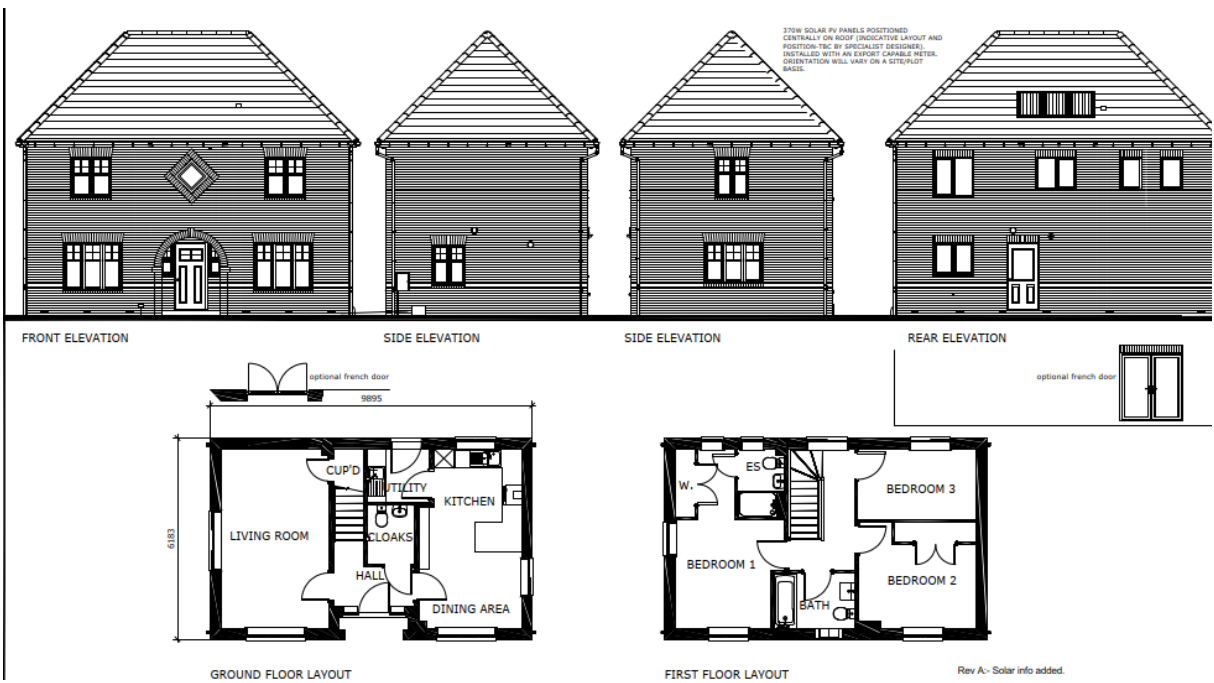 370W SOLAR PV PANELS POSITIONED
CENTRALLY ON ROOF (INDICATIVE LAYOUT AND
POSITION-TBC BY SPECIALIST DESIGNER).
INSTALLED WITH AN EXPORT CAPABLE METER.
ORIENTATION WILL VARY ON A SITE/PLOT
BASIS.
FRONT ELEVATION
SIDE ELEVATION
SIDE ELEVATION
REAR ELEVATION
optional french door
9895
optional french door
6183
CUP'D
UTILITY
KITCHEN
LIVING ROOM
CLOAKS
HALL
DINING AREA
GROUND FLOOR LAYOUT
W.
ES
BEDROOM 3
BEDROOM 1
BEDROOM 2
BATH
FIRST FLOOR LAYOUT
Rev A:- Solar info added.